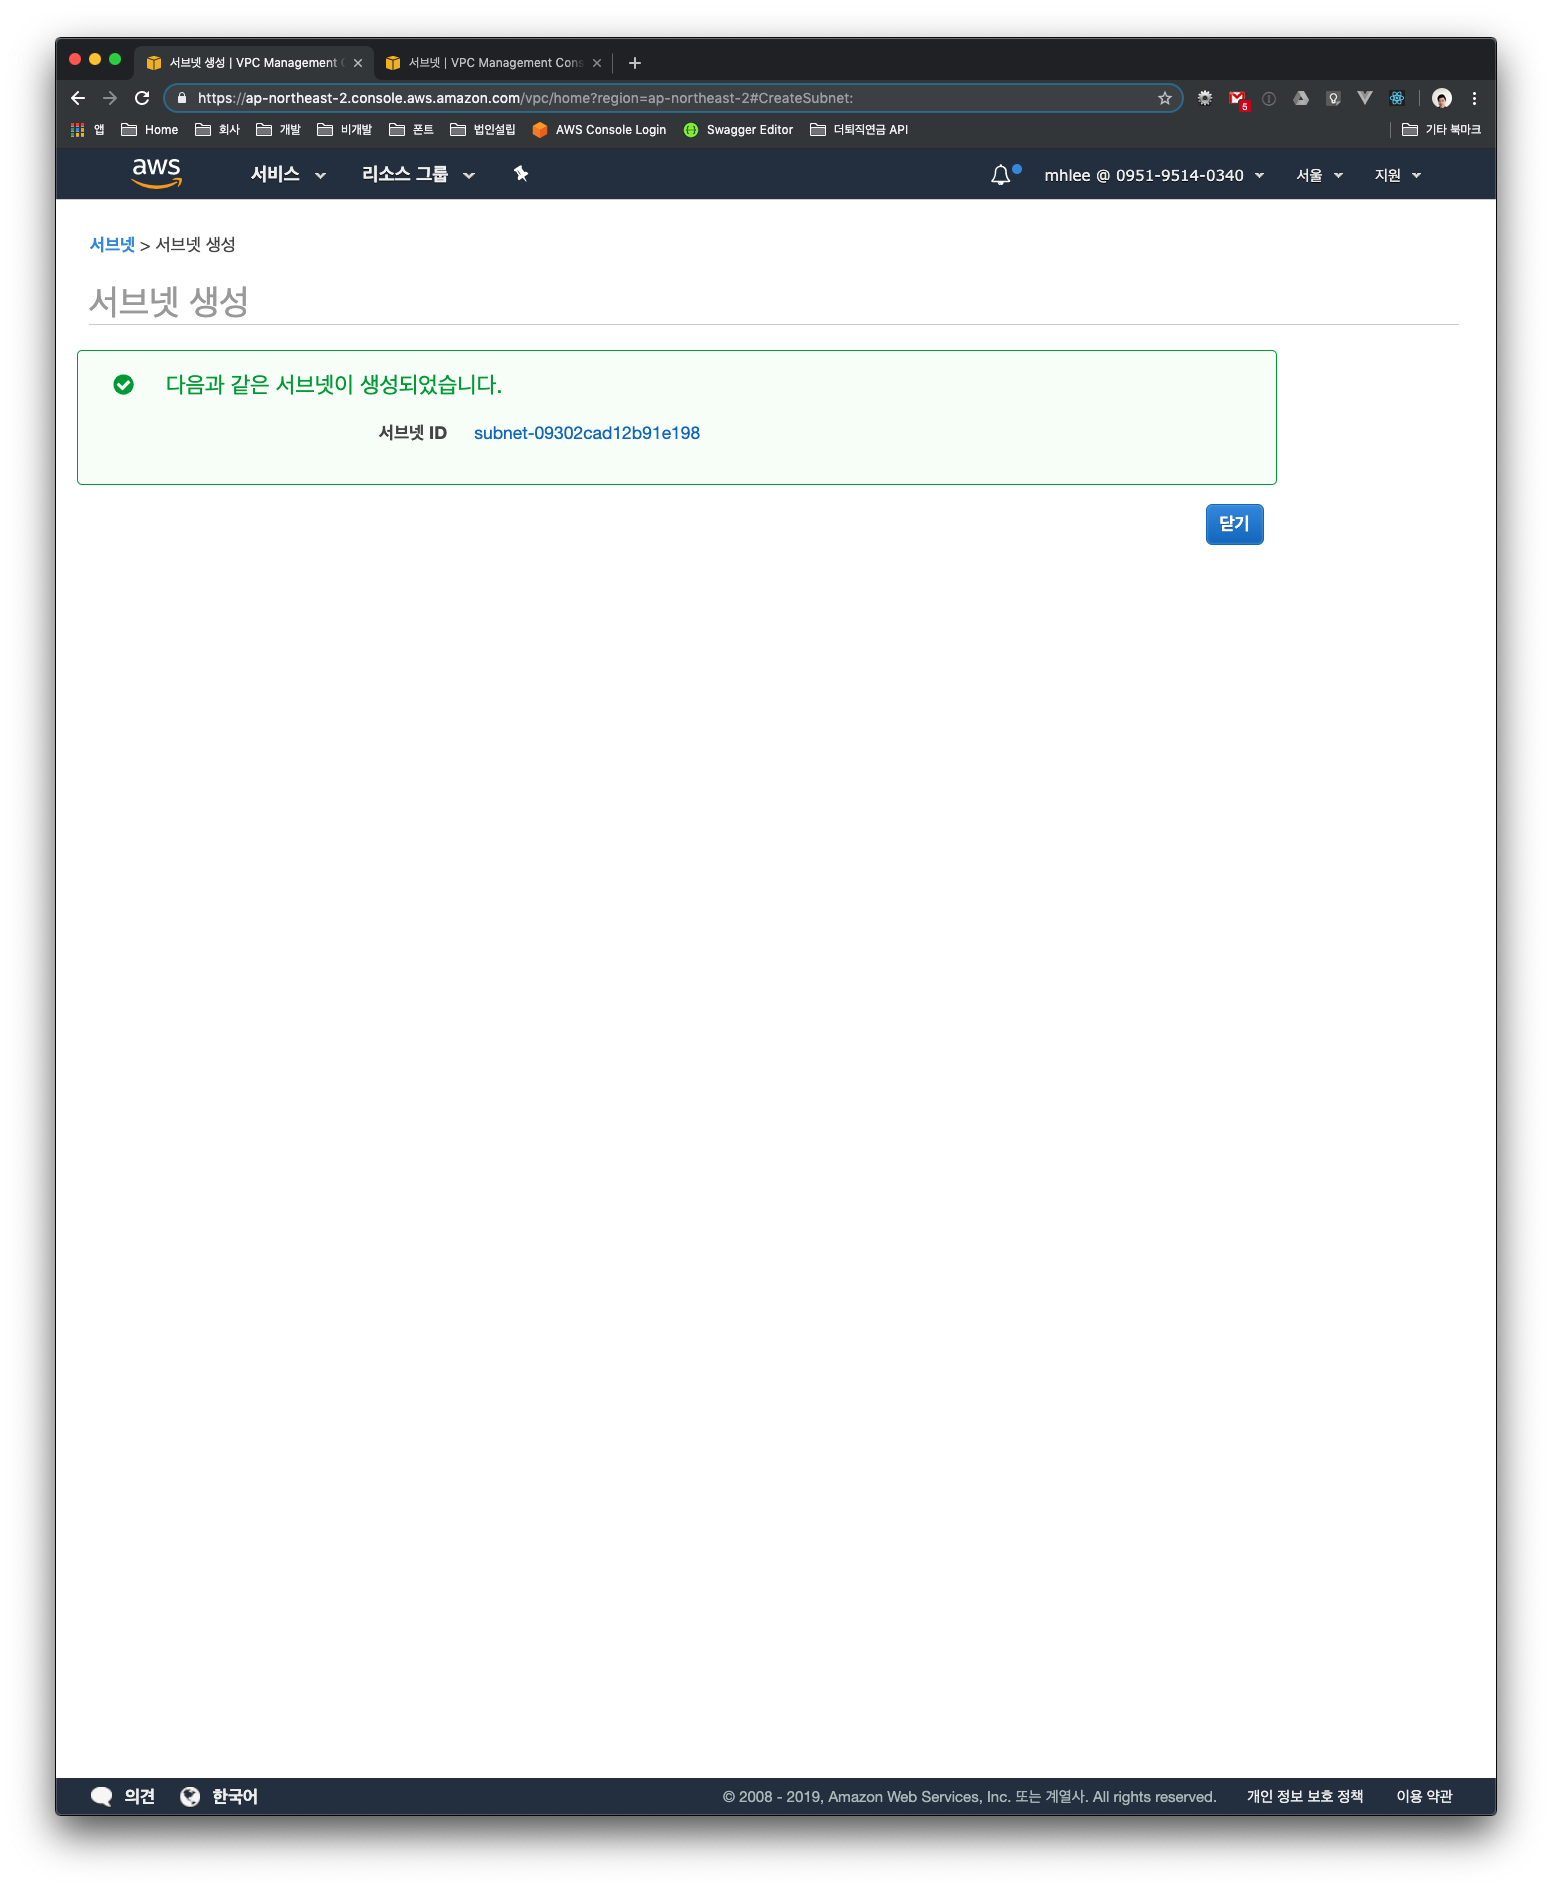 서브넷 생성 | VPC Management
서브넷 | VPC Management Cons
https://ap-northeast-2.console.aws.amazon.com/vpc/home?region=ap-northeast-2#CreateSubnet:
5
앱 Home 회사 개발 비개발 폰트 법인설립 AWS Console Login Swagger Editor 더퇴직연금 API 기타 북마크
aws 서비스 리소스 그룹 mhlee @ 0951-9514-0340 서울 지원
서브넷 > 서브넷 생성
서브넷 생성
다음과 같은 서브넷이 생성되었습니다.
서브넷 ID subnet-09302cad12b91e198
닫기
의견 한국어 © 2008 - 2019, Amazon Web Services, Inc. 또는 계열사. All rights reserved. 개인 정보 보호 정책 이용 약관